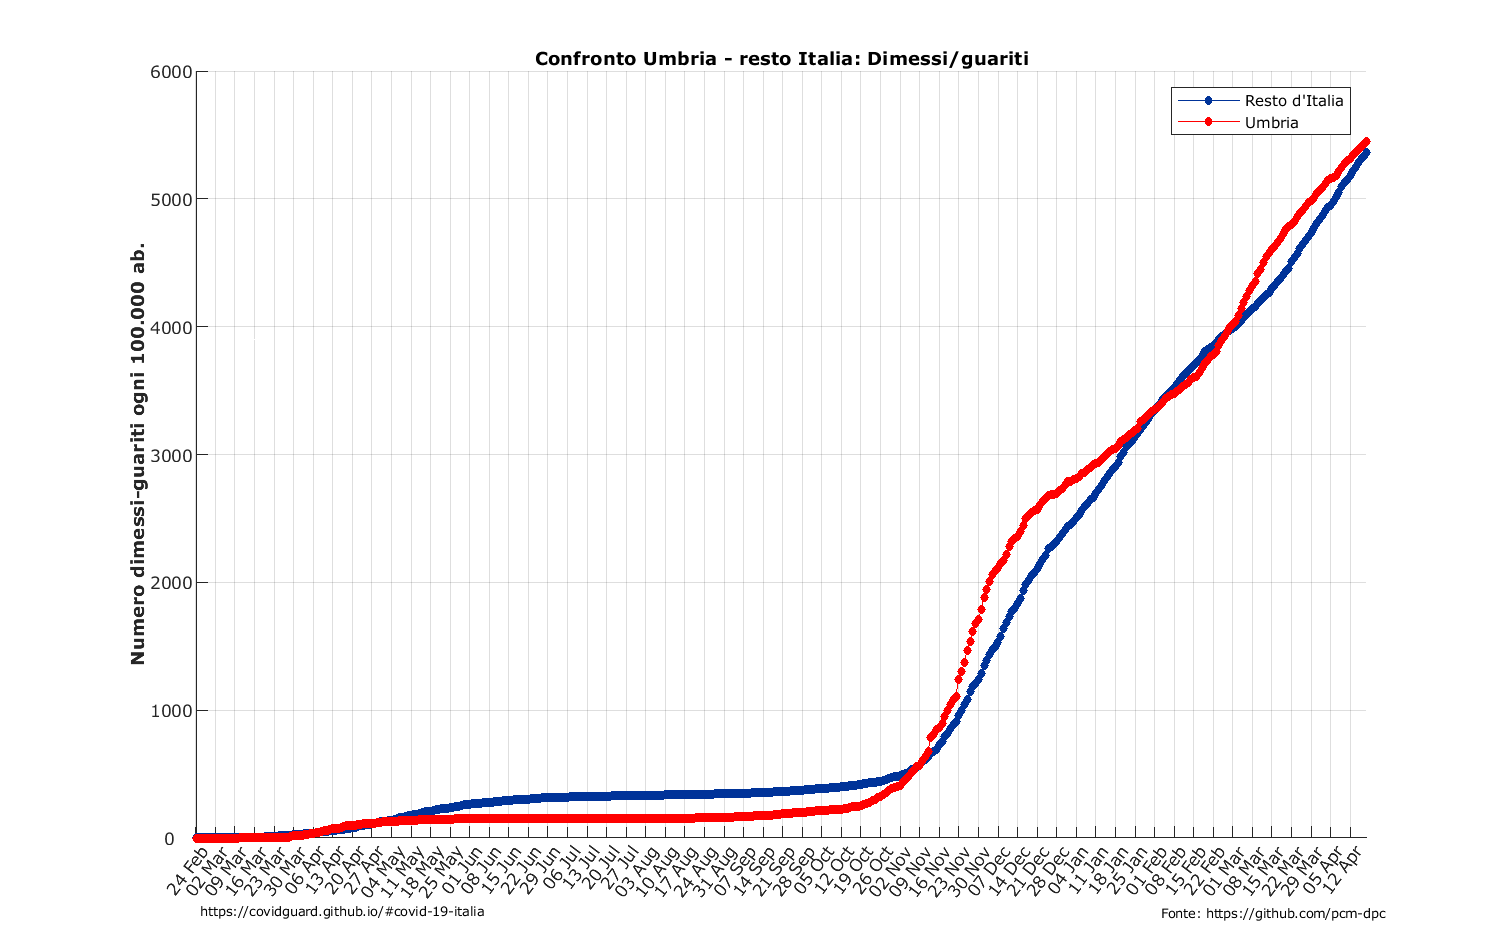 Confronto Umbria - resto Italia: Dimessi/guariti
Resto d'Italia
Umbria
Numero dimessi-guariti ogni 100.000 ab.
6000
5000
4000
3000
2000
1000
0
24 Feb
02 Mar
09 Mar
16 Mar
23 Mar
30 Mar
06 Apr
13 Apr
20 Apr
27 Apr
04 May
11 May
18 May
25 May
01 Jun
08 Jun
15 Jun
22 Jun
29 Jun
06 Jul
13 Jul
20 Jul
27 Jul
03 Aug
10 Aug
17 Aug
24 Aug
31 Aug
07 Sep
14 Sep
21 Sep
28 Sep
05 Oct
12 Oct
19 Oct
26 Oct
02 Nov
09 Nov
16 Nov
23 Nov
30 Nov
07 Dec
14 Dec
21 Dec
28 Dec
04 Jan
11 Jan
18 Jan
25 Jan
01 Feb
08 Feb
15 Feb
22 Feb
01 Mar
08 Mar
15 Mar
22 Mar
29 Mar
05 Apr
12 Apr
https://covidguard.github.io/#covid-19-italia
Fonte: https://github.com/pcm-dpc